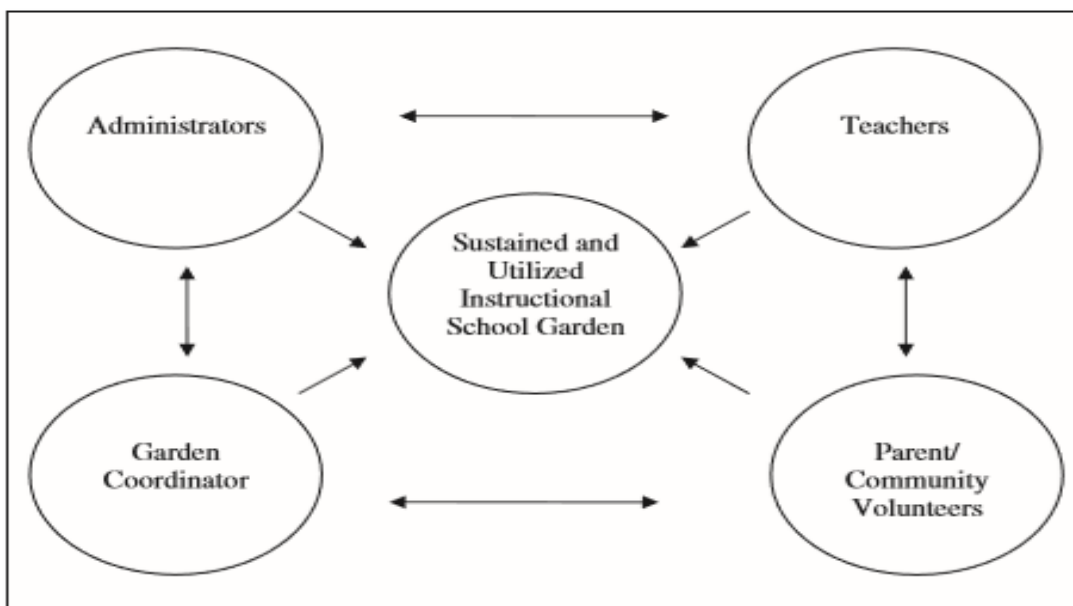 Administrators
Teachers
Sustained and
Utilized
Instructional
School Garden
Garden
Coordinator
Parent/
Community
Volunteers